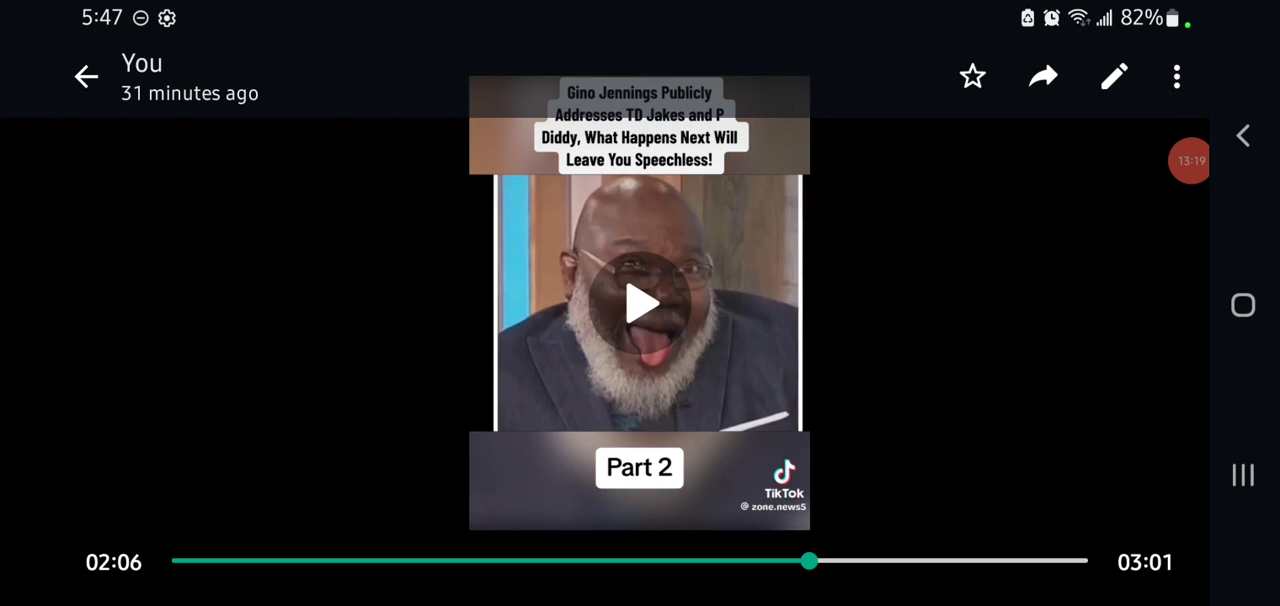 5:47
82%
You
31 minutes ago
Gino Jennings Publicly
Addresses TD Jakes and P
Diddy, What Happens Next Will
Leave You Speechless!
13:19
Part 2
TikTok
@ zone.news5
02:06
03:01